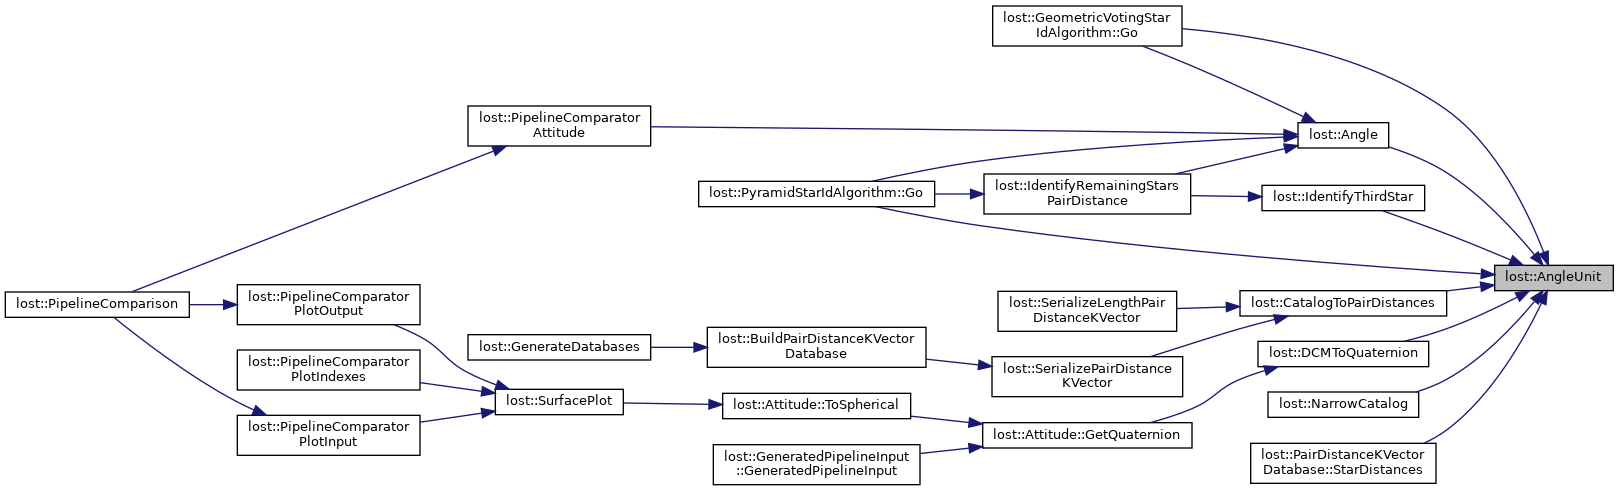 lost::GeometricVotingStar
IdAlgorithm::Go
lost::PipelineComparator
Attitude
lost::Angle
lost::PyramidStarIdAlgorithm::Go
lost::IdentifyRemainingStars
PairDistance
lost::IdentifyThirdStar
lost::AngleUnit
lost::PipelineComparison
lost::PipelineComparator
PlotOutput
lost::SerializeLengthPair
DistanceKVector
lost::CatalogToPairDistances
lost::GenerateDatabases
lost::BuildPairDistanceKVector
Database
lost::DCMToQuaternion
lost::PipelineComparator
PlotIndexes
lost::SerializePairDistance
KVector
lost::SurfacePlot
lost::Attitude::ToSpherical
lost::NarrowCatalog
lost::PipelineComparator
PlotInput
lost::Attitude::GetQuaternion
lost::GeneratedPipelineInput
::GeneratedPipelineInput
lost::PairDistanceKVector
Database::StarDistances